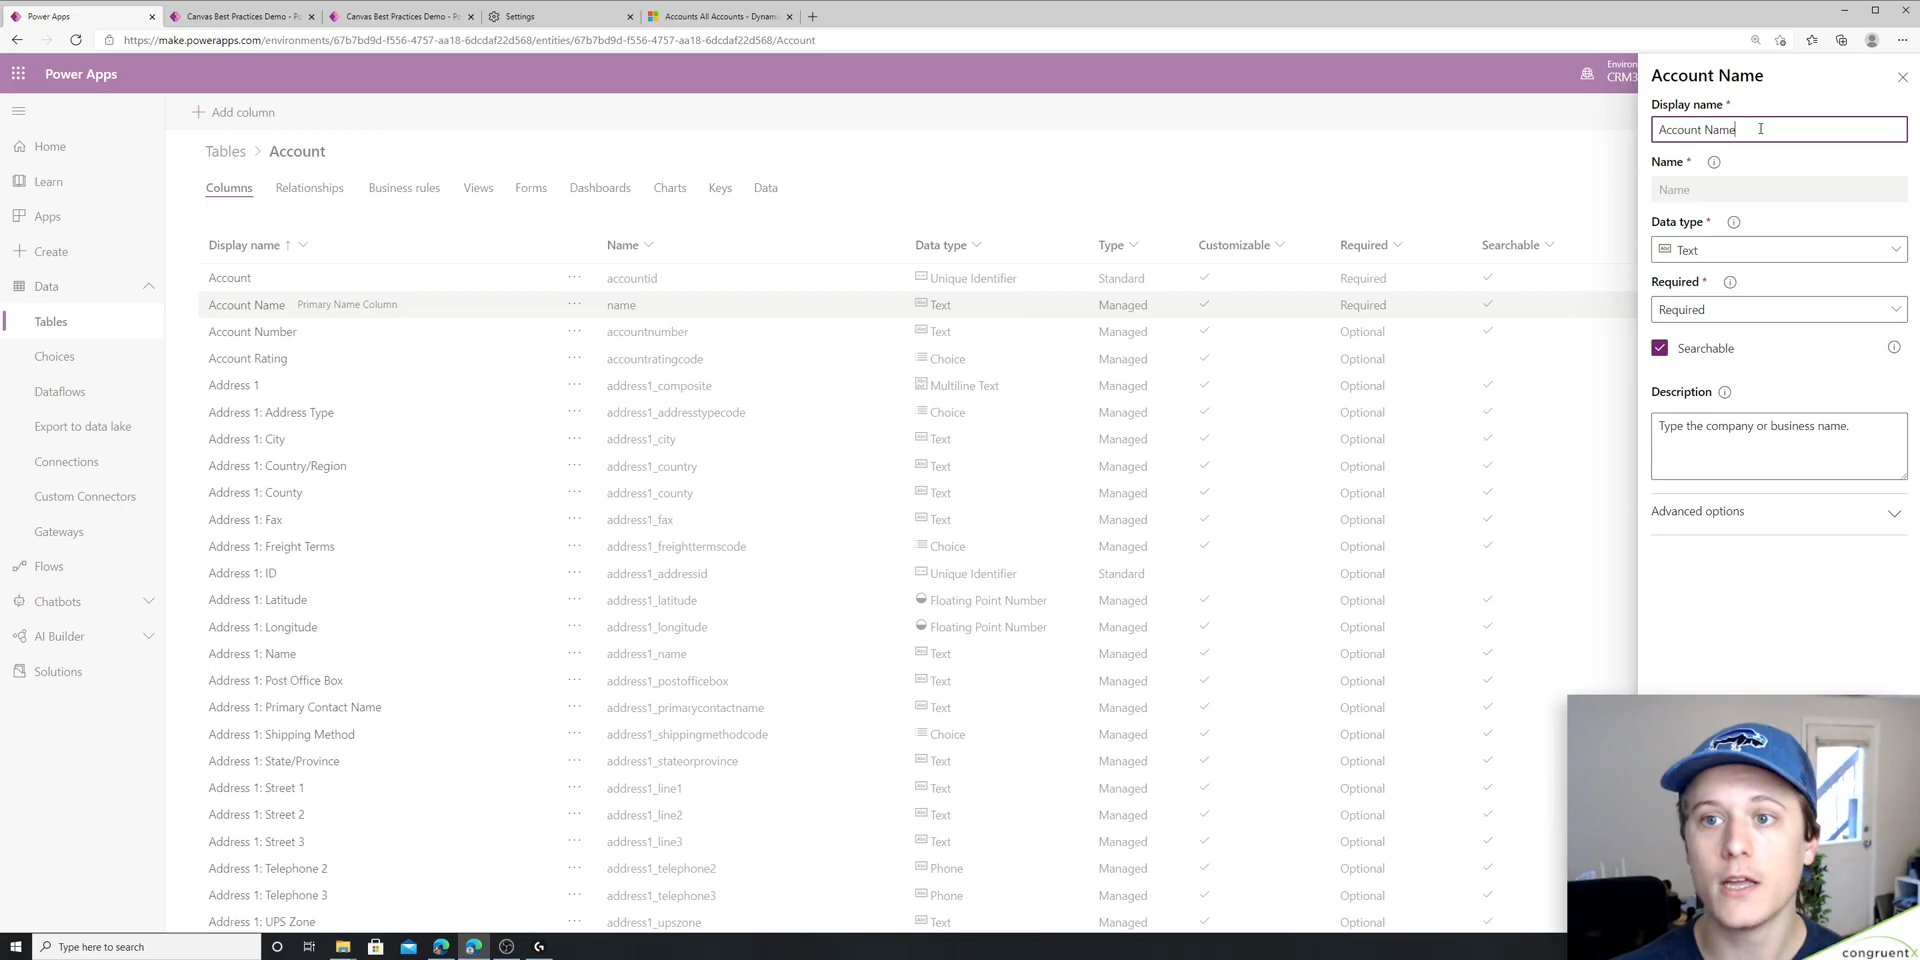 Power Apps
Canvas Best Practices Demo - Po
Canvas Best Practices Demo - Po
Settings
Accounts All Accounts - Dynami
https://make.powerapps.com/environments/67b7bd9d-f556-4757-aa18-6dcdaf22d568/entities/67b7bd9d-f556-4757-aa18-6dcdaf22d568/Account
Power Apps
Environ
CRM3
Home
Learn
Apps
Create
Data
Tables
Choices
Dataflows
Export to data lake
Connections
Custom Connectors
Gateways
Flows
Chatbots
AI Builder
Solutions
Add column
Tables > Account
Columns Relationships Business rules Views Forms Dashboards Charts Keys Data
Display name ↑ Name Data type Type Customizable Required Searchable
Account ··· accountid Unique Identifier Standard Required
Account Name Primary Name Column ··· name Text Managed Required
Account Number ··· accountnumber Text Managed Optional
Account Rating ··· accountratingcode Choice Managed Optional
Address 1 ··· address1_composite Multiline Text Managed Optional
Address 1: Address Type ··· address1_addresstypecode Choice Managed Optional
Address 1: City ··· address1_city Text Managed Optional
Address 1: Country/Region ··· address1_country Text Managed Optional
Address 1: County ··· address1_county Text Managed Optional
Address 1: Fax ··· address1_fax Text Managed Optional
Address 1: Freight Terms ··· address1_freighttermscode Choice Managed Optional
Address 1: ID ··· address1_addressid Unique Identifier Standard Optional
Address 1: Latitude ··· address1_latitude Floating Point Number Managed Optional
Address 1: Longitude ··· address1_longitude Floating Point Number Managed Optional
Address 1: Name ··· address1_name Text Managed Optional
Address 1: Post Office Box ··· address1_postofficebox Text Managed Optional
Address 1: Primary Contact Name ··· address1_primarycontactname Text Managed Optional
Address 1: Shipping Method ··· address1_shippingmethodcode Choice Managed Optional
Address 1: State/Province ··· address1_stateorprovince Text Managed Optional
Address 1: Street 1 ··· address1_line1 Text Managed Optional
Address 1: Street 2 ··· address1_line2 Text Managed Optional
Address 1: Street 3 ··· address1_line3 Text Managed Optional
Address 1: Telephone 2 ··· address1_telephone2 Phone Managed Optional
Address 1: Telephone 3 ··· address1_telephone3 Phone Managed Optional
Address 1: UPS Zone ··· address1_upszone Text Managed Optional
Account Name
Display name *
Account Name
Name *
Name
Data type *
Text
Required *
Required
Searchable
Description
Type the company or business name.
Advanced options
Type here to search
congruentX